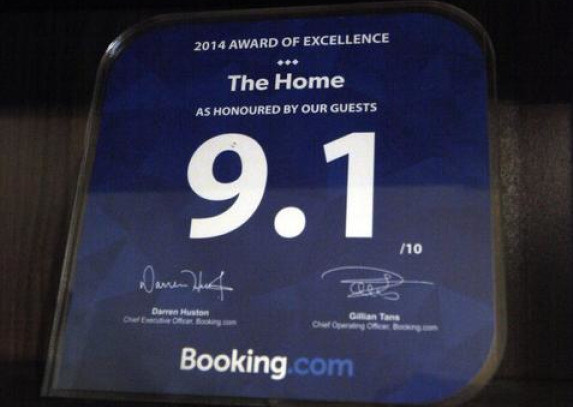 2014 AWARD OF EXCELLENCE
The Home
AS HONOURED BY OUR GUESTS
9.1
/10
Darren Huston
Chief Executive Officer, Booking.com
Gillian Tans
Chief Operating Officer, Booking.com
Booking.com